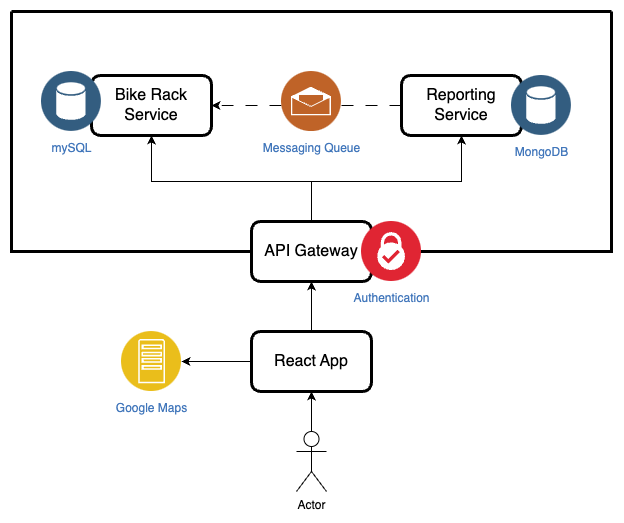 Bike Rack
Service
Reporting
Service
mySQL
Messaging Queue
MongoDB
API Gateway
Authentication
React App
Google Maps
Actor